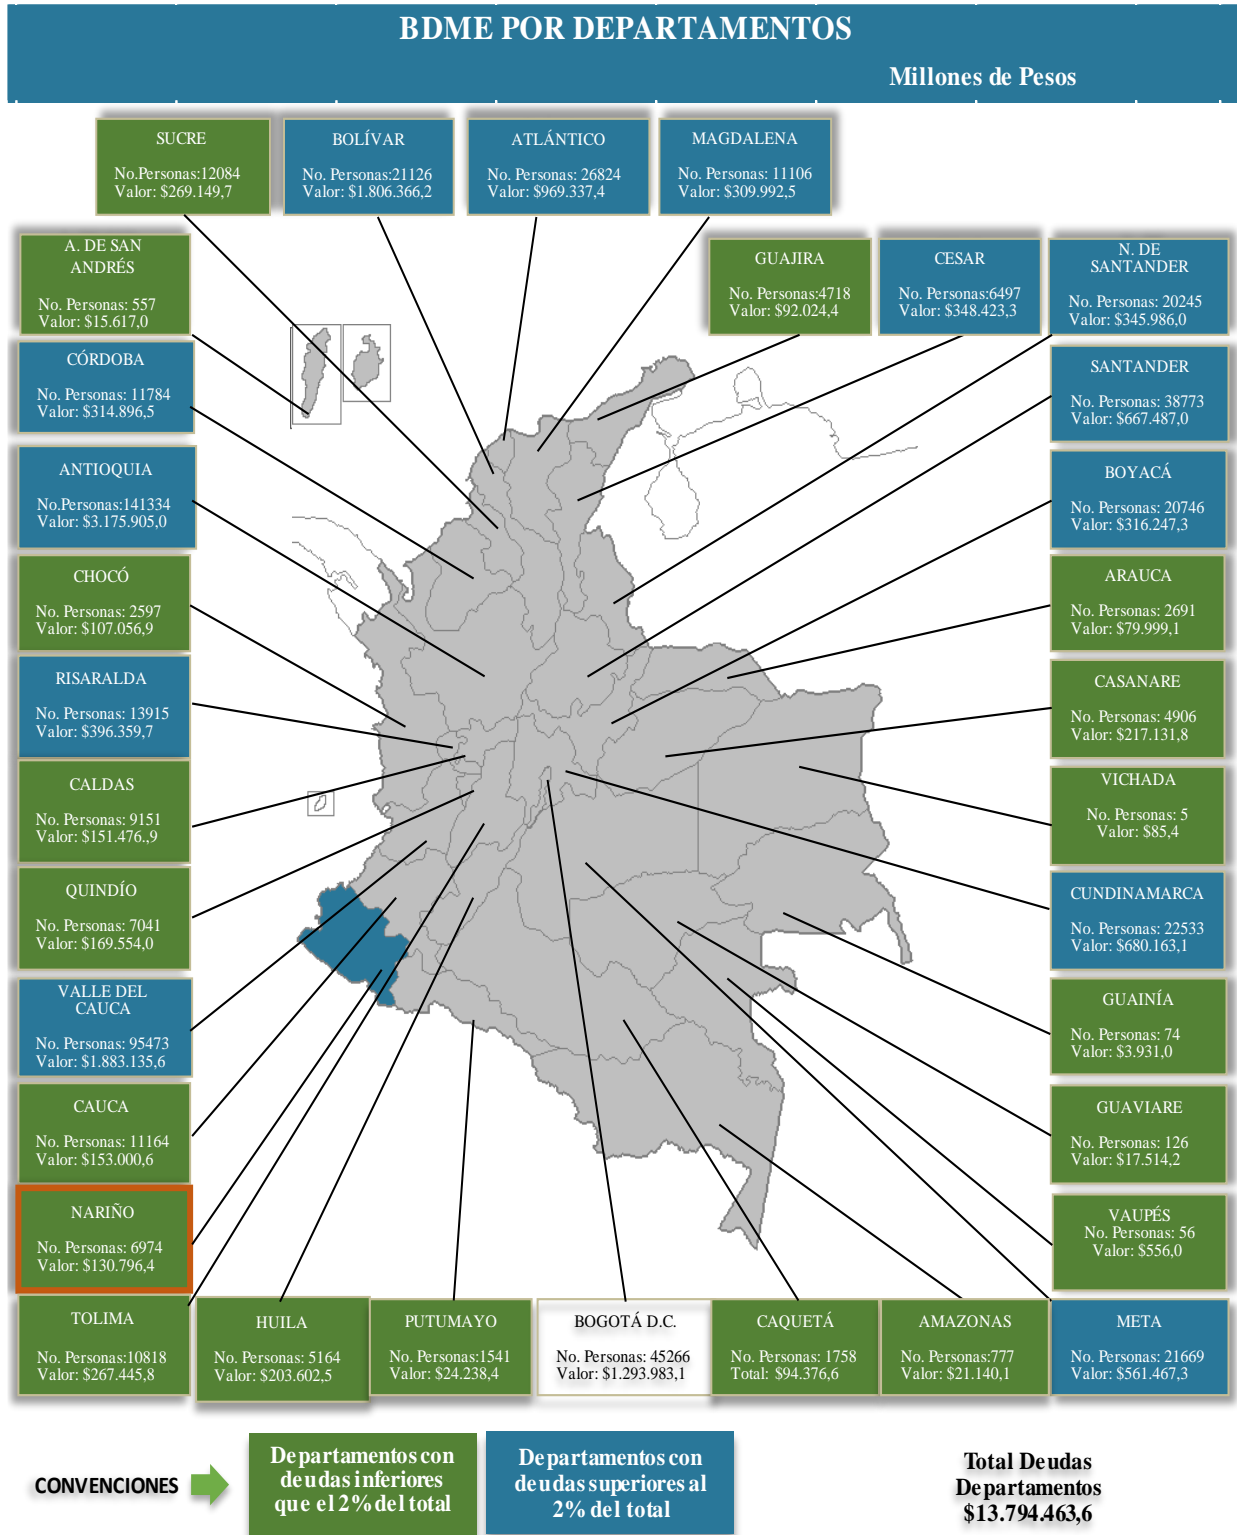 BDME POR DEPARTAMENTOS
Millones de Pesos
SUCRE
No.Personas:12084
Valor: $269.149,7
BOLÍVAR
No. Personas:21126
Valor: $1.806.366,2
ATLÁNTICO
No. Personas: 26824
Valor: $969.337,4
MAGDALENA
No. Personas: 11106
Valor: $309.992,5
A. DE SAN
ANDRÉS
No. Personas: 557
Valor: $15.617,0
GUAJIRA
No. Personas:4718
Valor: $92.024,4
CESAR
No. Personas:6497
Valor: $348.423,3
N. DE
SANTANDER
No. Personas: 20245
Valor: $345.986,0
CÓRDOBA
No. Personas: 11784
Valor: $314.896,5
SANTANDER
No. Personas: 38773
Valor: $667.487,0
ANTIOQUIA
No.Personas:141334
Valor: $3.175.905,0
BOYACÁ
No. Personas: 20746
Valor: $316.247,3
CHOCÓ
No. Personas: 2597
Valor: $107.056,9
ARAUCA
No. Personas: 2691
Valor: $79.999,1
RISARALDA
No. Personas: 13915
Valor: $396.359,7
CASANARE
No. Personas: 4906
Valor: $217.131,8
CALDAS
No. Personas: 9151
Valor: $151.476.,9
VICHADA
No. Personas: 5
Valor: $85,4
QUINDÍO
No. Personas: 7041
Valor: $169.554,0
CUNDINAMARCA
No. Personas: 22533
Valor: $680.163,1
VALLE DEL
CAUCA
No. Personas: 95473
Valor: $1.883.135,6
GUAINÍA
No. Personas: 74
Valor: $3.931,0
CAUCA
No. Personas: 11164
Valor: $153.000,6
GUAVIARE
No. Personas: 126
Valor: $17.514,2
NARIÑO
No. Personas: 6974
Valor: $130.796,4
VAUPÉS
No. Personas: 56
Valor: $556,0
TOLIMA
No. Personas:10818
Valor: $267.445,8
HUILA
No. Personas: 5164
Valor: $203.602,5
PUTUMAYO
No. Personas:1541
Valor: $24.238,4
BOGOTÁ D.C.
No. Personas: 45266
Valor: $1.293.983,1
CAQUETÁ
No. Personas: 1758
Total: $94.376,6
AMAZONAS
No. Personas:777
Valor: $21.140,1
META
No. Personas: 21669
Valor: $561.467,3
CONVENCIONES
Departamentos con
deudas inferiores
que el 2% del total
Departamentos con
deudas superiores al
2% del total
Total Deudas
Departamentos
$13.794.463,6